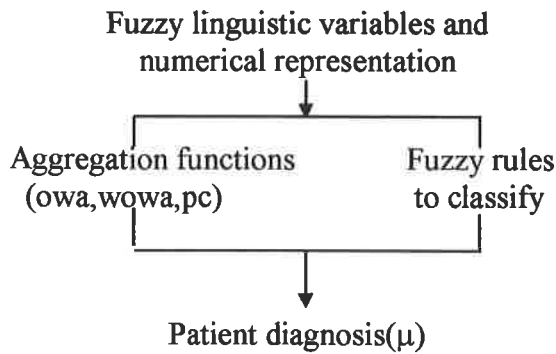 Fuzzy linguistic variables and
numerical representation
Aggregation functions
(owa,wowa,pc)
Fuzzy rules
to classify
Patient diagnosis(μ)